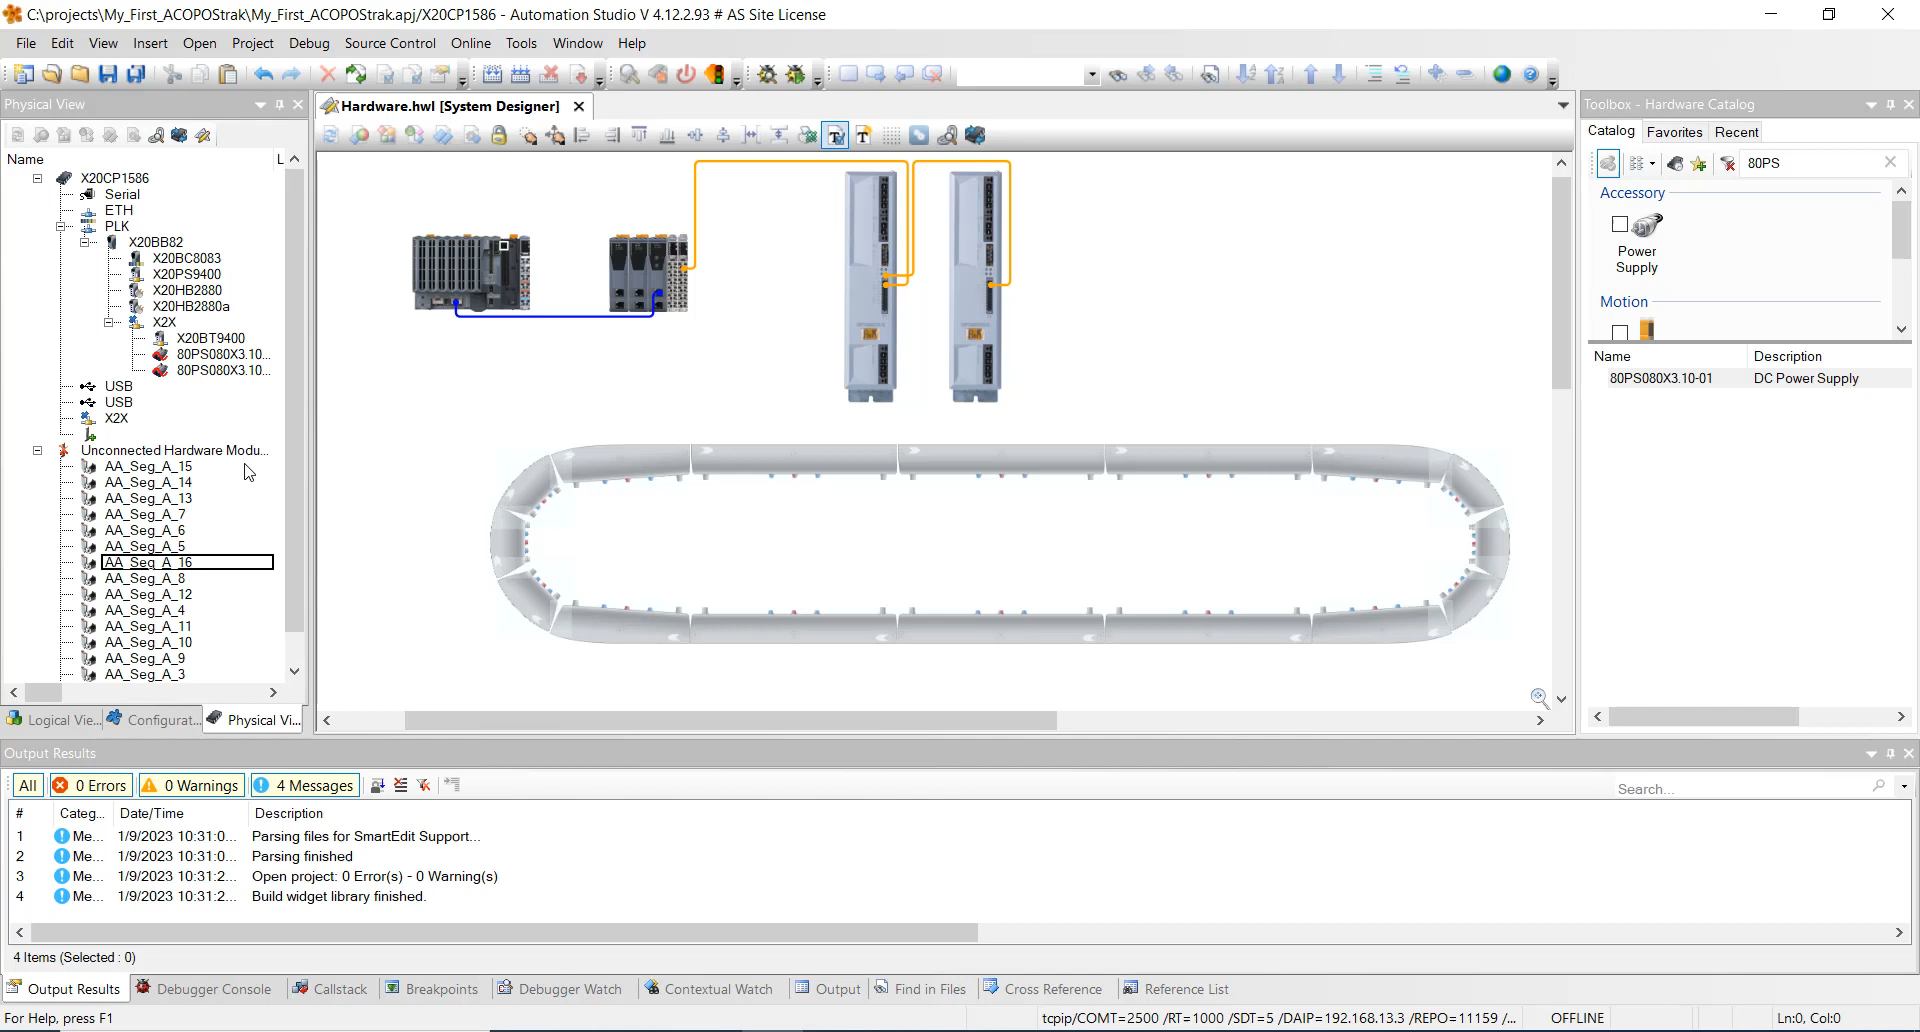 C:\projects\My_First_ACOPOStrak\My_First_ACOPOStrak.apj/X20CP1586 - Automation Studio V 4.12.2.93 # AS Site License
File Edit View Insert Open Project Debug Source Control Online Tools Window Help
Physical View
Name L
X20CP1586
Serial
ETH
PLK
X20BB82
X20BC8083
X20PS9400
X20HB2880
X20HB2880a
X2X
X20BT9400
80PS080X3.10...
80PS080X3.10...
USB
USB
X2X
Unconnected Hardware Modu...
AA_Seg_A_15
AA_Seg_A_14
AA_Seg_A_13
AA_Seg_A_7
AA_Seg_A_6
AA_Seg_A_5
AA_Seg_A_16
AA_Seg_A_8
AA_Seg_A_12
AA_Seg_A_4
AA_Seg_A_11
AA_Seg_A_10
AA_Seg_A_9
AA_Seg_A_3
Logical Vie... Configurat... Physical Vi...
Hardware.hwl [System Designer]
Toolbox - Hardware Catalog
Catalog Favorites Recent
80PS
Accessory
Power
Supply
Motion
Name Description
80PS080X3.10-01 DC Power Supply
Output Results
All 0 Errors 0 Warnings 4 Messages Search...
# Categ... Date/Time Description
1 Me... 1/9/2023 10:31:0... Parsing files for SmartEdit Support...
2 Me... 1/9/2023 10:31:0... Parsing finished
3 Me... 1/9/2023 10:31:2... Open project: 0 Error(s) - 0 Warning(s)
4 Me... 1/9/2023 10:31:2... Build widget library finished.
4 Items (Selected : 0)
Output Results Debugger Console Callstack Breakpoints Debugger Watch Contextual Watch Output Find in Files Cross Reference Reference List
For Help, press F1 tcpip/COMT=2500 /RT=1000 /SDT=5 /DAIP=192.168.13.3 /REPO=11159 /... OFFLINE Ln:0, Col:0